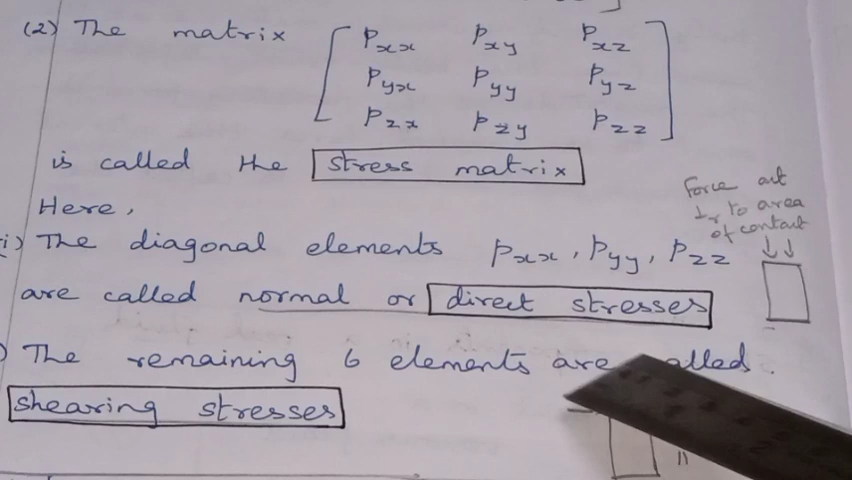 (2) The matrix [ Pxx Pxy Pxz
Pyx Pyy Pyz
Pzx Pzy Pzz ]
is called the stress matrix
Force act
⊥r to area
of contact
Here,
i) The diagonal elements Pxx, Pyy, Pzz
are called normal or direct stresses
) The remaining 6 elements are
shearing stresses